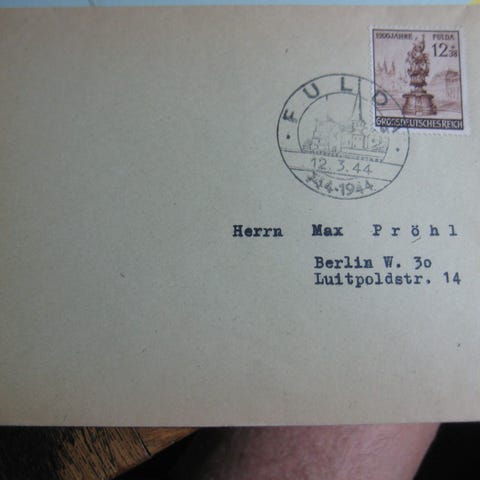 1200 JAHRE FULDA
12+38
GROSSDEUTSCHES REICH
FULDA
12.3.44
744-1944
Herrn Max Pröhl
Berlin W. 30
Luitpoldstr. 14